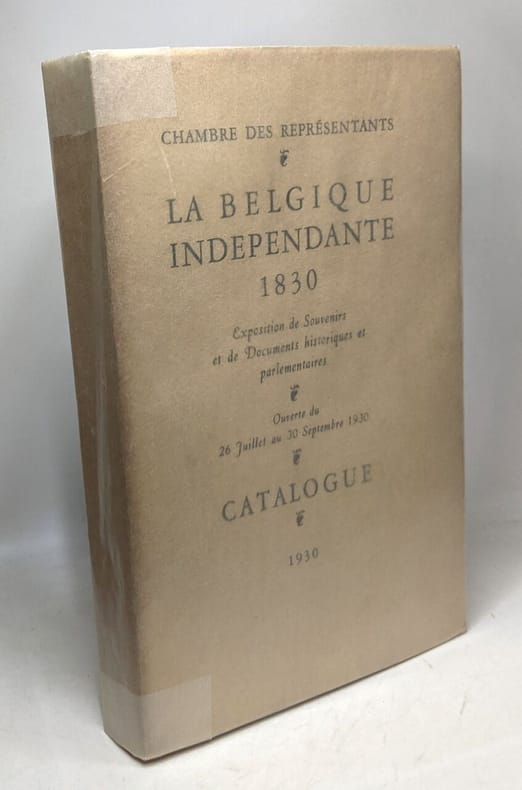 CHAMBRE DES REPRÉSENTANTS
LA BELGIQUE
INDEPENDANTE
1830
Exposition de Souvenirs
et de Documents historiques et
parlementaires
Ouverte du
26 Juillet au 30 Septembre 1930
CATALOGUE
1930